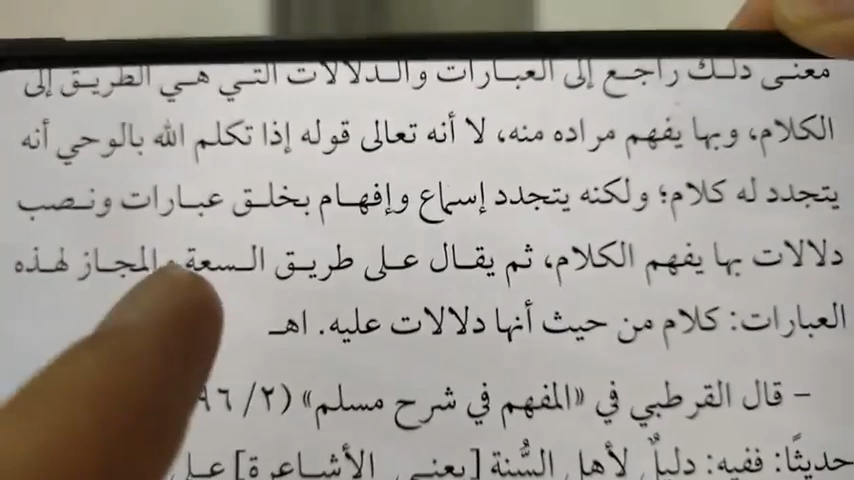 معنى ذلك راجع إلى العبارات والدلالات التي هي الطريق إلى
الكلام، وبها يفهم مراده منه، لا أنه تعالى قوله إذا تكلم الله بالوحي أنه
يتجدد له كلام؛ ولكنه يتجدد إسماع وإفهام بخلق عبارات ونصب
دلالات بها يفهم الكلام، ثم يقال على طريق السعة والمجاز لهذه
العبارات: كلام من حيث أنها دلالات عليه. اهـ
- قال القرطبي في «المفهم في شرح مسلم» (٢/ ٩٦
حديثًا: ففيه: دليلٌ لأهل السُّنة [يعني الأشاعرة] على